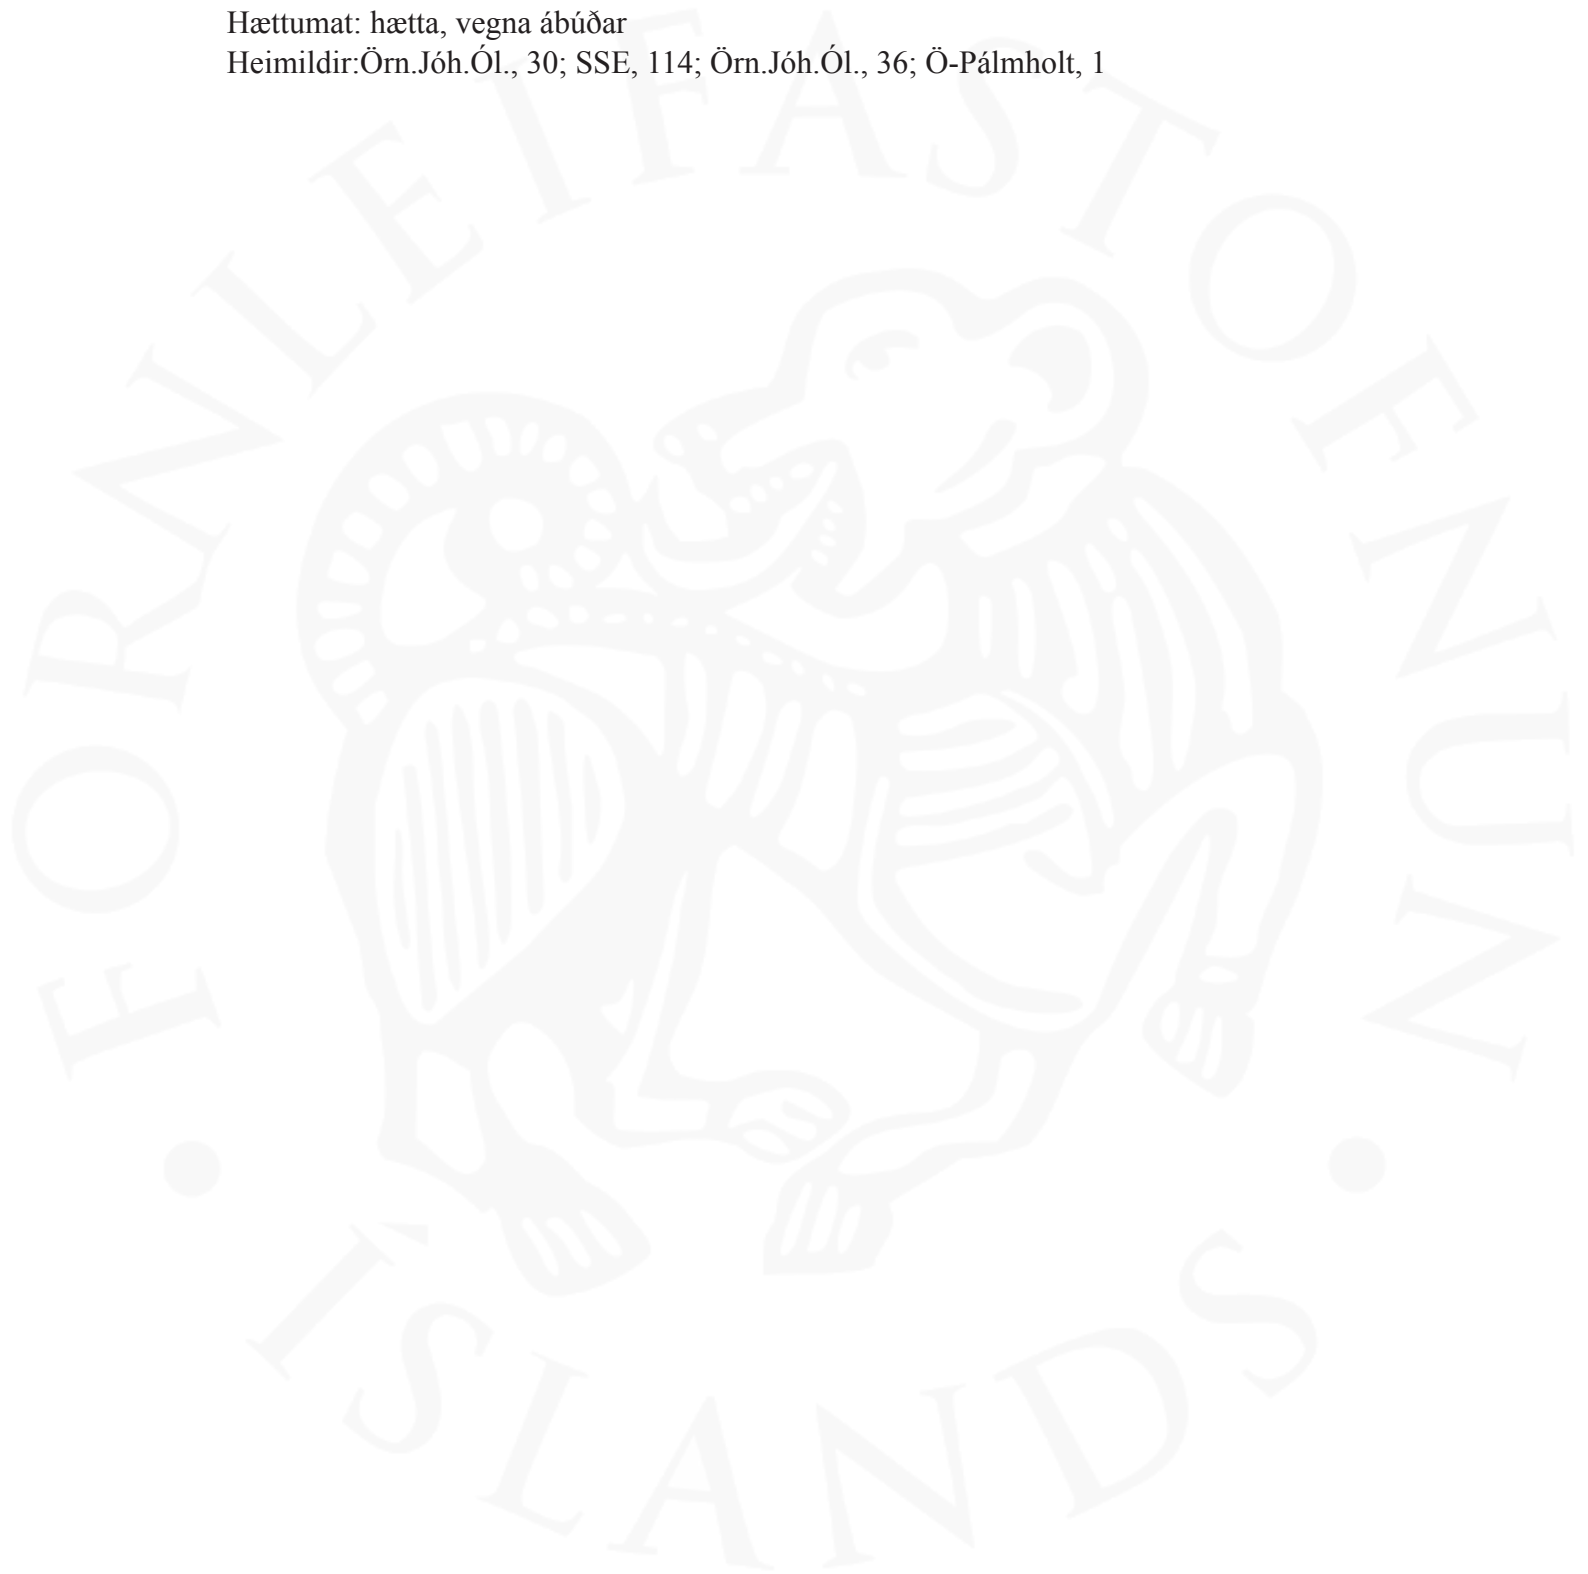 Hættumat: hætta, vegna ábúðar
Heimildir:Örn.Jóh.Ól., 30; SSE, 114; Örn.Jóh.Ól., 36; Ö-Pálmholt, 1
FORNLEIFASTOFNUN
• ÍSLANDS •